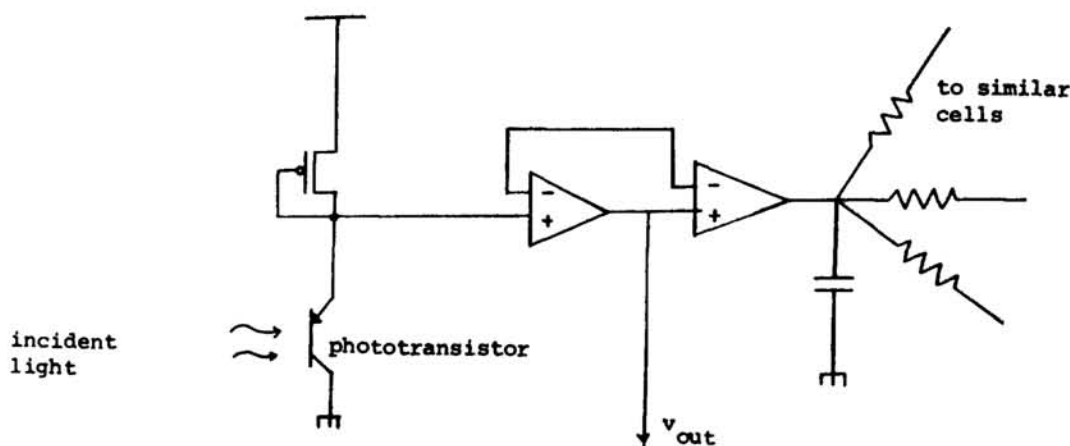 to similar
cells
-
+
-
+
incident
light
phototransistor
v out